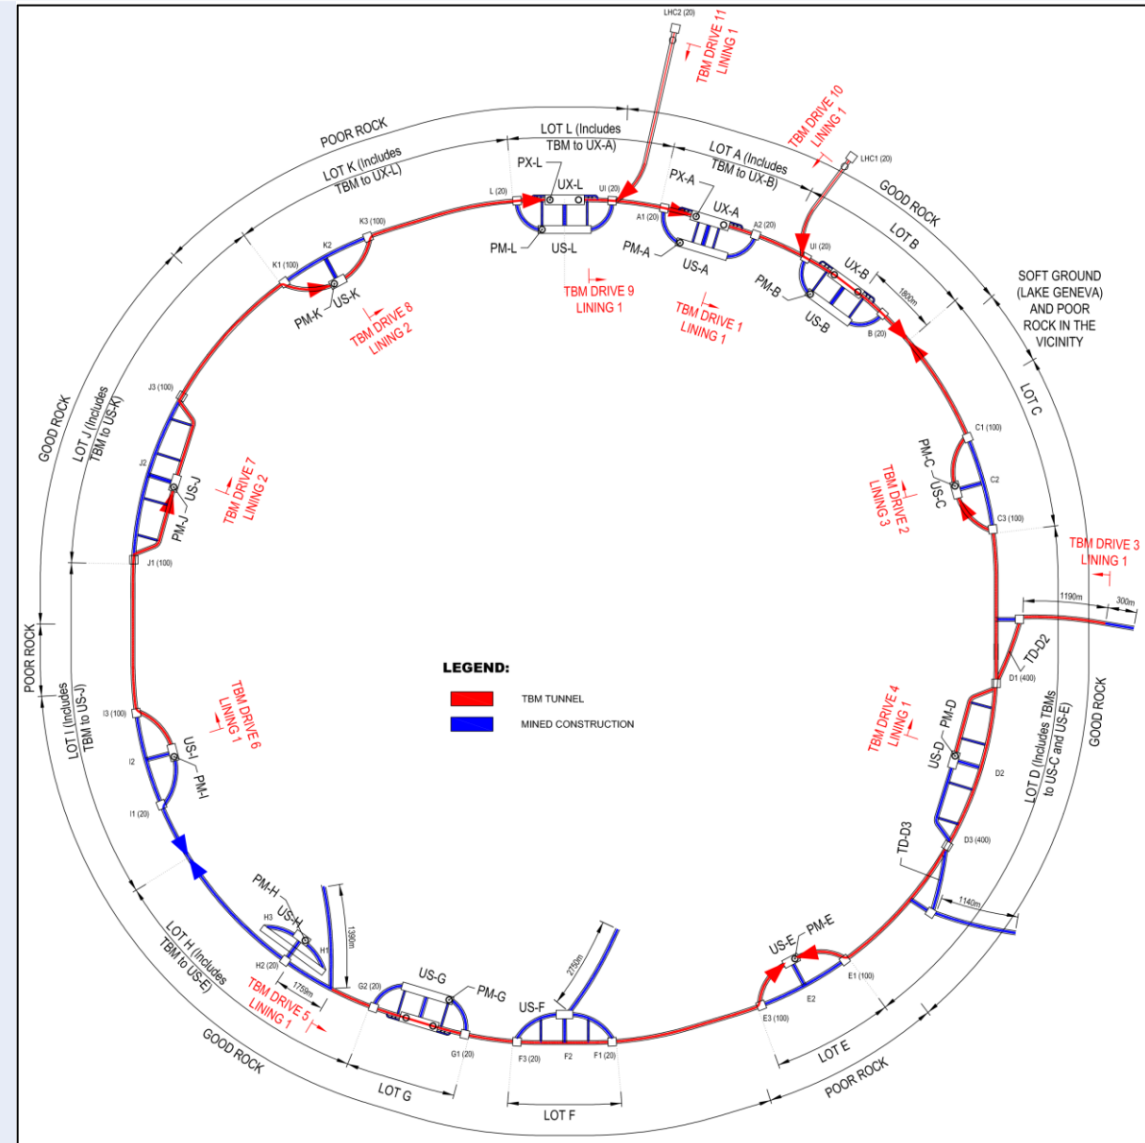 LHC2 (20)
TBM DRIVE 11
LINING 1
TBM DRIVE 10
LINING 1
LHC1 (20)
POOR ROCK
LOT L (Includes
TBM to UX-A)
LOT A (Includes
TBM to UX-B)
GOOD ROCK
LOT K (Includes
TBM to UX-L)
LOT B
PX-L
UX-L
L (20)
UI (20)
PM-L
US-L
PX-A
UX-A
A1 (20)
A2 (20)
PM-A
US-A
UI (20)
UX-B
PM-B
US-B
B (20)
1800m
K3 (100)
K2
K1 (100)
US-K
PM-K
TBM DRIVE 8
LINING 2
TBM DRIVE 9
LINING 1
TBM DRIVE 1
LINING 1
SOFT GROUND
(LAKE GENEVA)
AND POOR
ROCK IN THE
VICINITY
GOOD ROCK
LOT J (Includes
TBM to US-K)
J3 (100)
J2
US-J
PM-J
J1 (100)
TBM DRIVE 7
LINING 2
LOT C
C1 (100)
PM-C
US-C
C2
C3 (100)
TBM DRIVE 2
LINING 3
TBM DRIVE 3
LINING 1
1190m
300m
TD-D2
D1 (400)
POOR ROCK
LOT I (Includes
TBM to US-J)
I3 (100)
I2
US-I
PM-I
I1 (20)
TBM DRIVE 6
LINING 1
LEGEND:
TBM TUNNEL
MINED CONSTRUCTION
TBM DRIVE 4
LINING 1
PM-D
US-D
D2
LOT D (Includes TBMs
to US-C and US-E)
GOOD ROCK
D3 (400)
TD-D3
1140m
LOT H (Includes
TBM to US-E)
PM-H
US-H
H3
H1
H2 (20)
1390m
1759m
TBM DRIVE 5
LINING 1
US-G
PM-G
G2 (20)
G1 (20)
2750m
US-F
F3 (20)
F2
F1 (20)
US-E
PM-E
E1 (100)
E2
E3 (100)
GOOD ROCK
LOT G
LOT F
LOT E
POOR ROCK